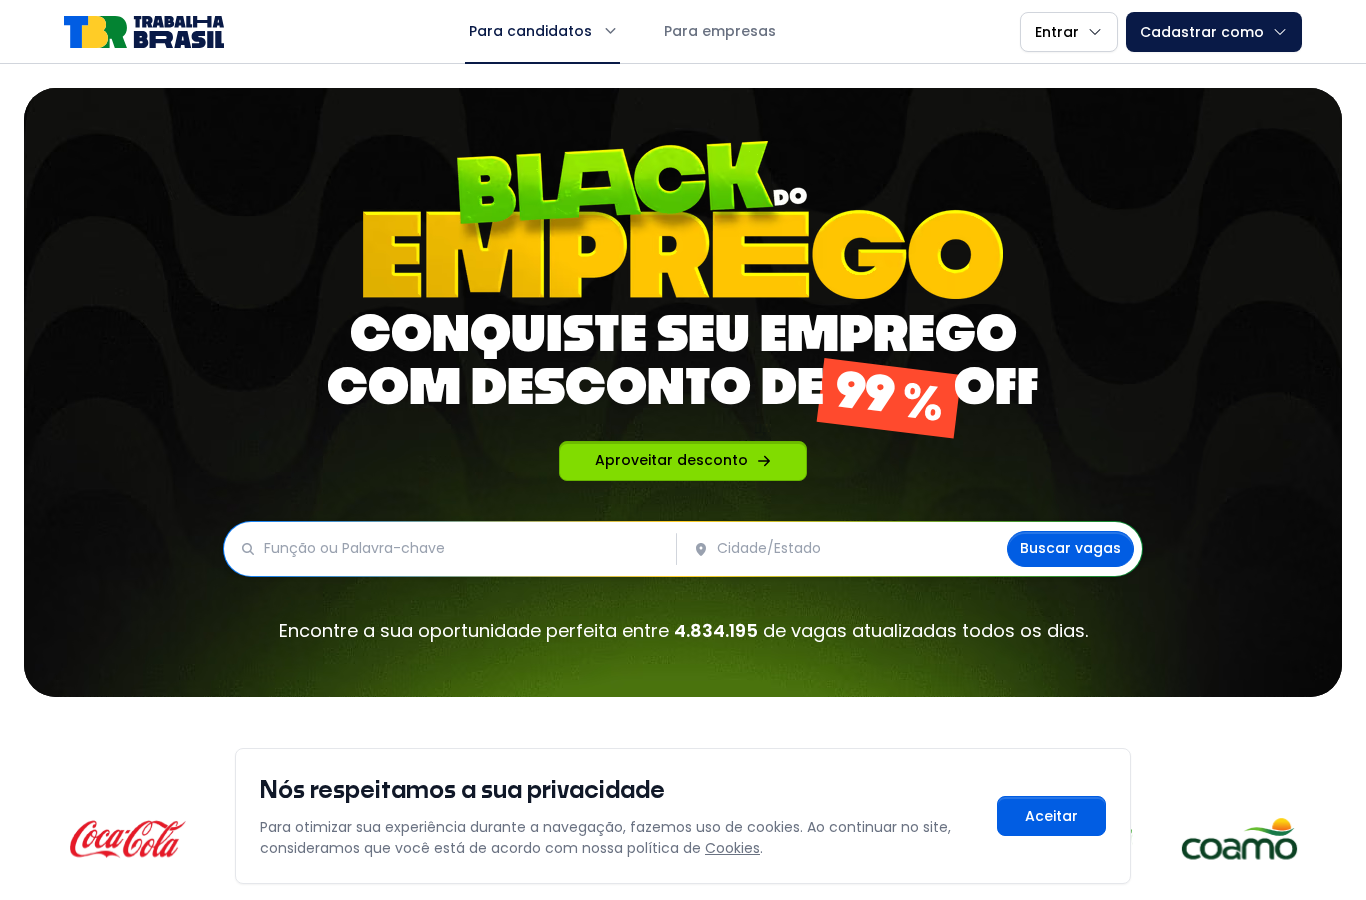 TBR TRABALHA
BRASIL
Para candidatos
Para empresas
Entrar
Cadastrar como
BLACK DO
EMPREGO
CONQUISTE SEU EMPREGO
COM DESCONTO DE 99% OFF
Aproveitar desconto
Função ou Palavra-chave
Cidade/Estado
Buscar vagas
Encontre a sua oportunidade perfeita entre 4.834.195 de vagas atualizadas todos os dias.
Nós respeitamos a sua privacidade
Para otimizar sua experiência durante a navegação, fazemos uso de cookies. Ao continuar no site,
consideramos que você está de acordo com nossa política de Cookies.
Aceitar
Coca-Cola
coamo